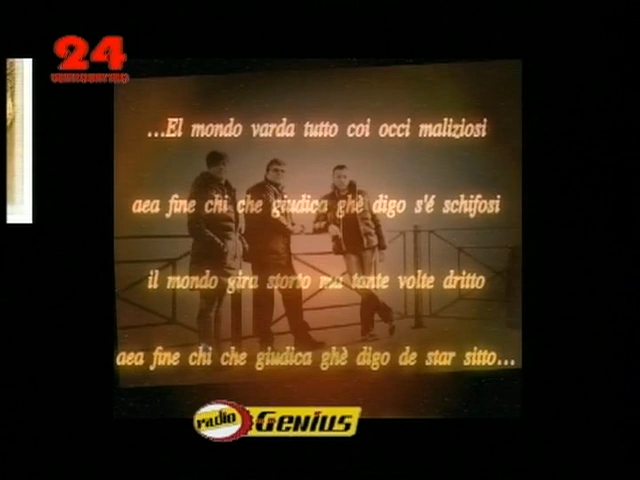 24
VENTIQUATTRO
...El mondo varda tutto coi occi maliziosi
aea fine chi che giudica ghè digo s'é schifosi
il mondo gira storto ma tante volte dritto
aea fine chi che giudica ghè digo de star sitto...
radio Genius